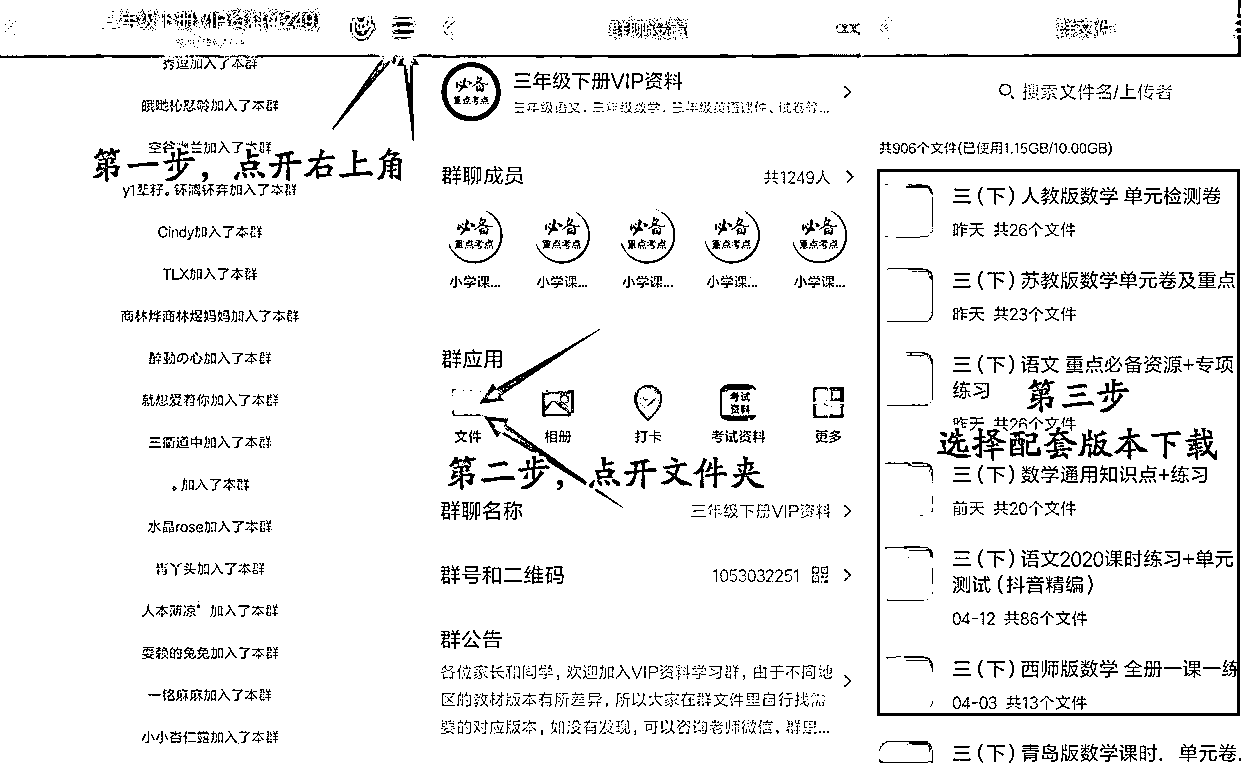 三年级下册VIP资料(1249)
加入了本群
加入了本群
空谷幽兰加入了本群
第一步，点开右上角
加入了本群
Cindy加入了本群
TLX加入了本群
商林烨商林煜妈妈加入了本群
醉勤の心加入了本群
就想爱着你加入了本群
三衢道中加入了本群
。加入了本群
水晶rose加入了本群
丫头加入了本群
人本薄凉 加入了本群
耍赖的兔兔加入了本群
一铭麻麻加入了本群
小小杏仁露加入了本群
群聊设置
必备
重点考点
三年级下册VIP资料
三年级语文、三年级数学、三年级英语课件、试卷等...
群聊成员
共1249人
必备 必备 必备 必备 必备
重点考点 重点考点 重点考点 重点考点 重点考点
小学课... 小学课... 小学课... 小学课... 小学课...
群应用
考试
资料
文件 相册 打卡 考试资料 更多
第二步，点开文件夹
群聊名称
三年级下册VIP资料
群号和二维码
1053032251
群公告
各位家长和同学，欢迎加入VIP资料学习群，由于不同地
区的教材版本有所差异，所以大家在群文件里自行找需
要的对应版本，如没有发现，可以咨询老师微信，群里...
群文件
搜索文件名/上传者
共906个文件(已使用1.15GB/10.00GB)
三（下）人教版数学 单元检测卷
昨天 共26个文件
三（下）苏教版数学单元卷及重点
昨天 共23个文件
三（下）语文 重点必备资源+专项
练习
昨天 共26个文件
第三步
选择配套版本下载
三（下）数学通用知识点+练习
前天 共20个文件
三（下）语文2020课时练习+单元
测试（抖音精编）
04-12 共86个文件
三（下）西师版数学 全册一课一练
04-03 共13个文件
三（下）青岛版数学课时、单元卷